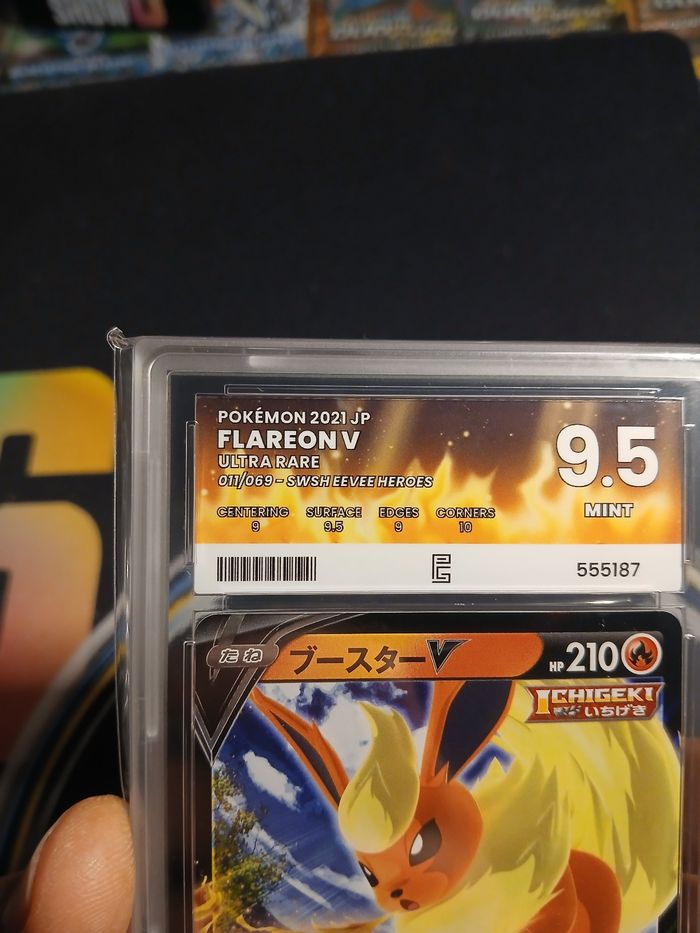 POKÉMON 2021 JP
FLAREON V
ULTRA RARE
011/069 - SWSH EEVEE HEROES
9.5
MINT
CENTERING SURFACE EDGES CORNERS
9 9.5 9 10
555187
たね ブースターV HP 210
ICHIGEKI
いちげき